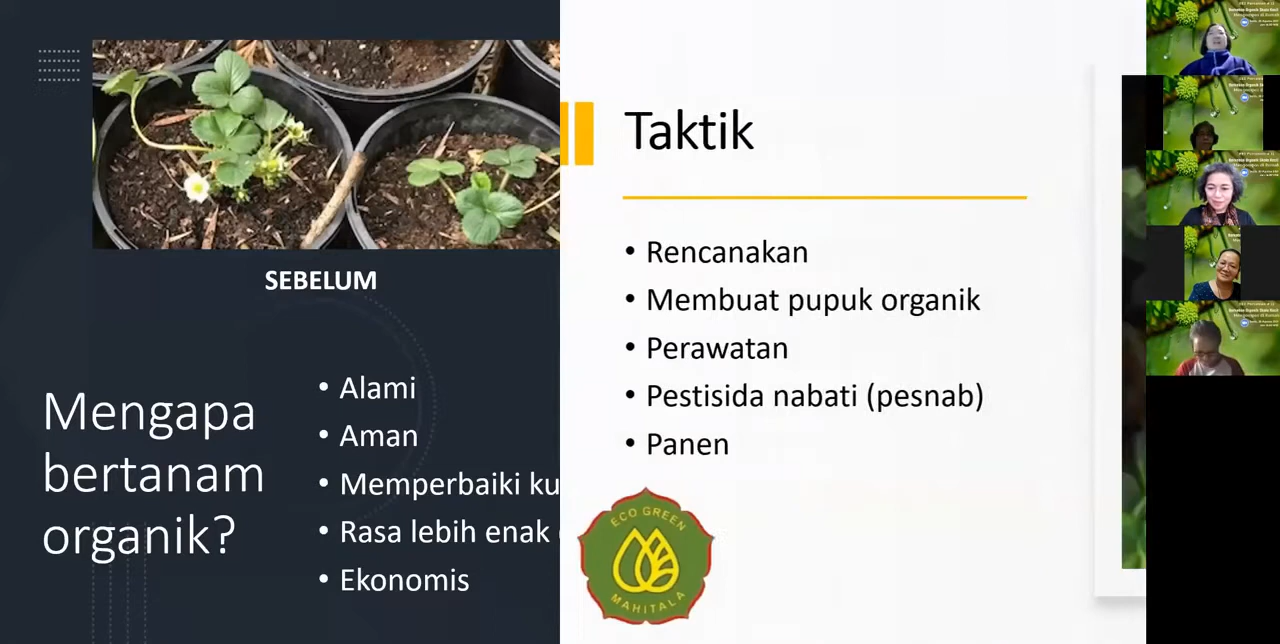 SEBELUM
Mengapa
bertanam
organik?
• Alami
• Aman
• Memperbaiki ku
• Rasa lebih enak
• Ekonomis
Taktik
• Rencanakan
• Membuat pupuk organik
• Perawatan
• Pestisida nabati (pesnab)
• Panen
ECO GREEN
MAHITALA